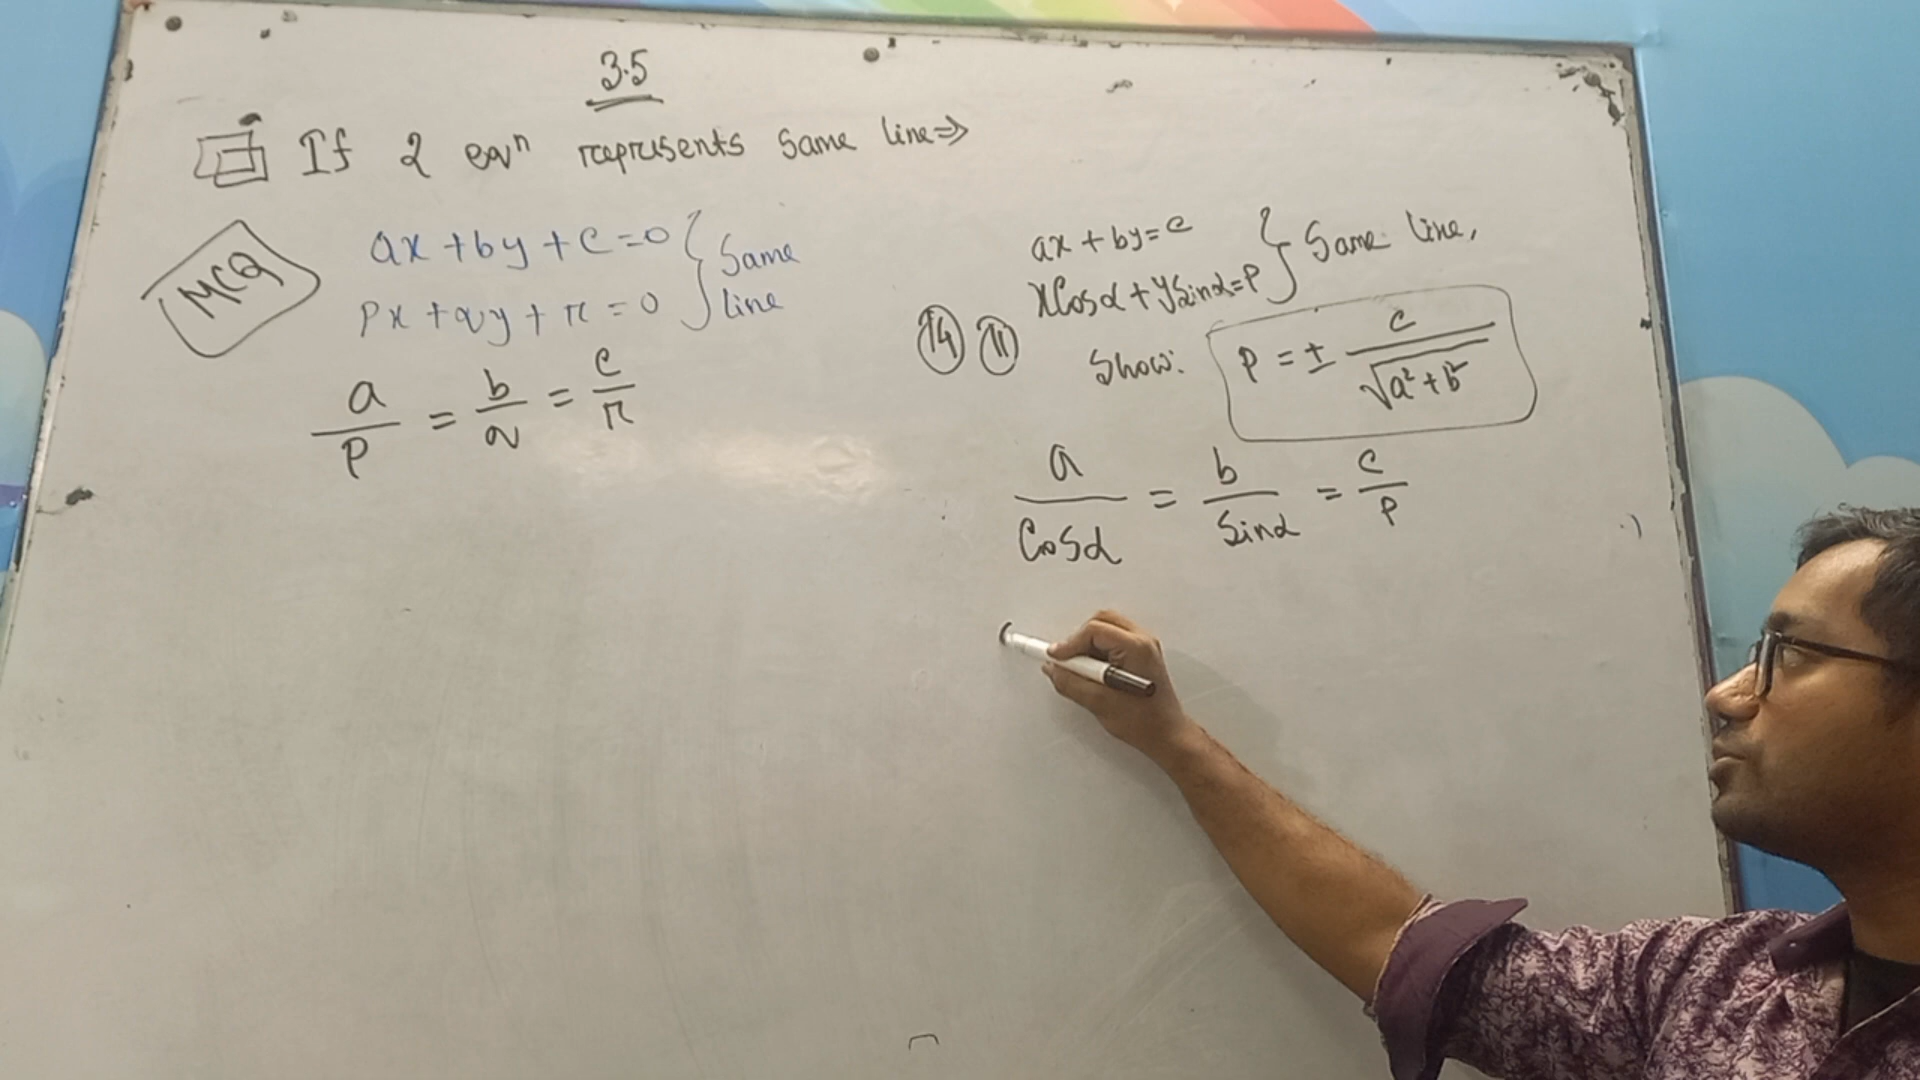 3.5
If 2 eqⁿ represents same line ⇒
MCQ
ax + by + c = 0
px + qy + r = 0 } Same line
a/p = b/q = c/r
ax + by = c
xCosα + ySinα = P } Same line,
14 11
Show: P = ± c/√(a² + b²)
a/Cosα = b/Sinα = c/P